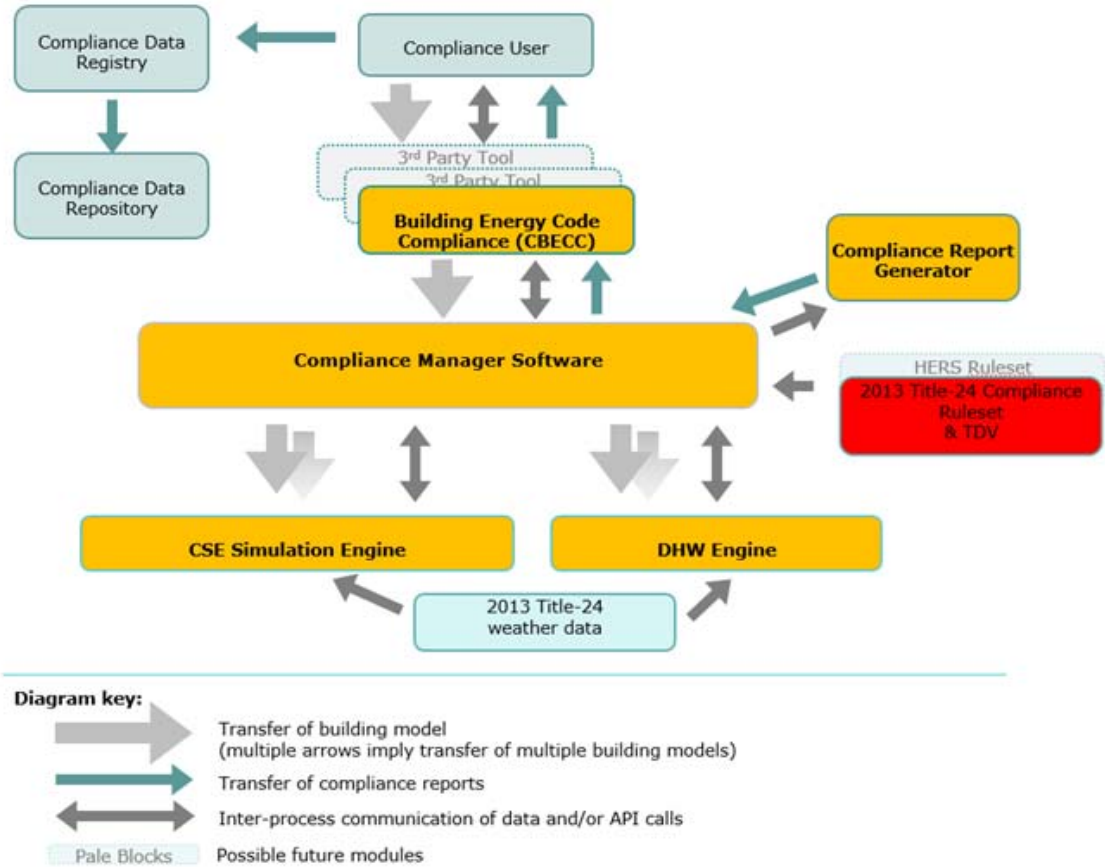 Compliance Data
Registry
Compliance User
Compliance Data
Repository
3rd Party Tool
3rd Party Tool
Building Energy Code
Compliance (CBECC)
Compliance Report
Generator
Compliance Manager Software
HERS Ruleset
2013 Title-24 Compliance
Ruleset
& TDV
CSE Simulation Engine
DHW Engine
2013 Title-24
weather data
Diagram key:
Transfer of building model
(multiple arrows imply transfer of multiple building models)
Transfer of compliance reports
Inter-process communication of data and/or API calls
Pale Blocks
Possible future modules